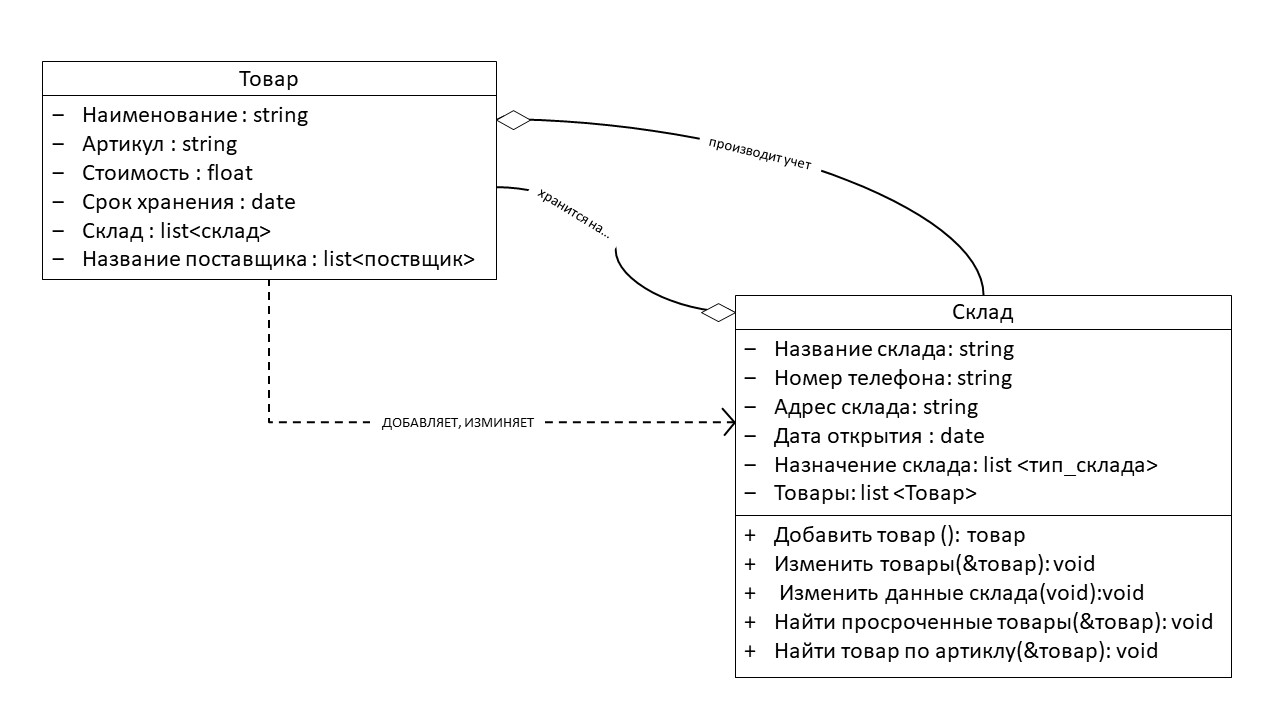 Товар
– Наименование : string
– Артикул : string
– Стоимость : float
– Срок хранения : date
– Склад : list<склад>
– Название поставщика : list<поствщик>
производит учет
хранится на...
ДОБАВЛЯЕТ, ИЗМИНЯЕТ
Склад
– Название склада: string
– Номер телефона: string
– Адрес склада: string
– Дата открытия : date
– Назначение склада: list <тип_склада>
– Товары: list <Товар>
+ Добавить товар (): товар
+ Изменить товары(&товар): void
+ Изменить данные склада(void):void
+ Найти просроченные товары(&товар): void
+ Найти товар по артиклу(&товар): void